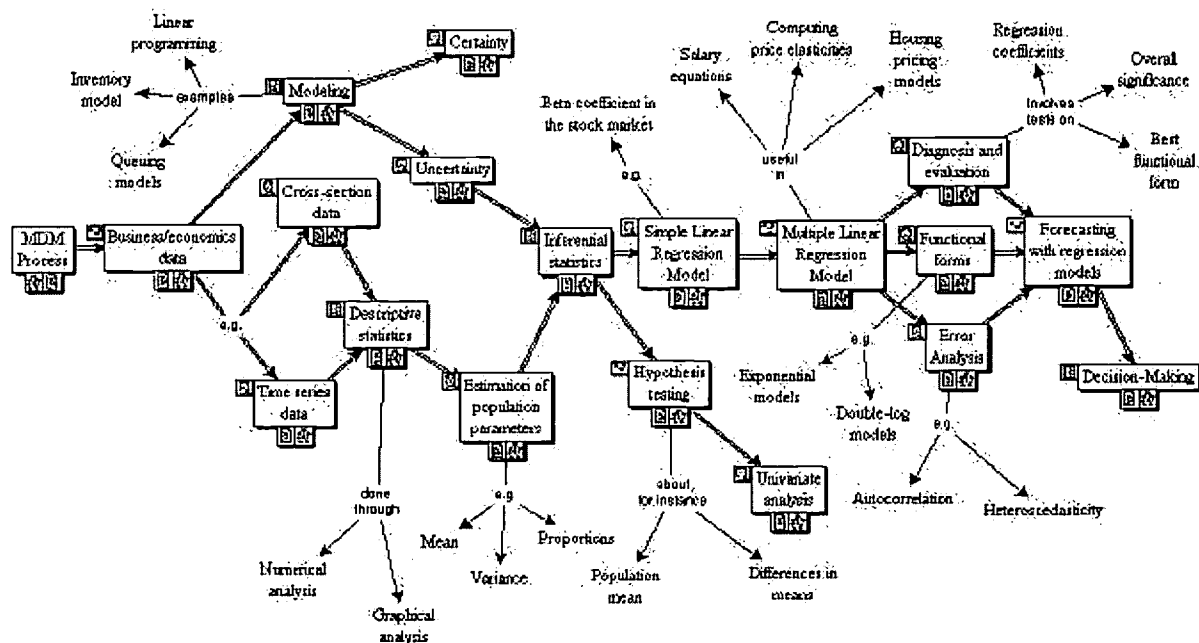 Linear
programming
Inventory
model
examples
Queuing
models
Modeling
Certainty
Uncertainty
MDM
Process
Business/economics
data
Cross-section
data
e.g.
Time series
data
Descriptive
statistics
done
through
Numerical
analysis
Graphical
analysis
Estimation of
population
parameters
e.g
Mean
Variance
Proportions
Inferential
statistics
Beta coefficient in
the stock market
e.g.
Simple Linear
Regression
Model
Hypothesis
testing
about,
for instance
Population
mean
Differences in
means
Univariate
analysis
Salary
equations
Computing
price elasticities
Housing
pricing
models
useful
in
Multiple Linear
Regression
Model
Regression
coefficients
Overall
significance
Best
functional
form
involves
tests on
Diagnosis and
evaluation
Functional
forms
e.g.
Exponential
models
Double-log
models
Error
Analysis
e.g.
Autocorrelation
Heteroscedasticity
Forecasting
with regression
models
Decision-Making